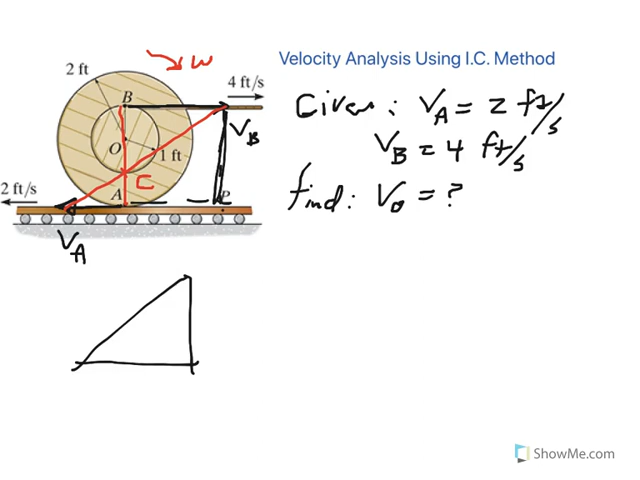 Velocity Analysis Using I.C. Method
2 ft
ω
4 ft/s
B
V_B
O
1 ft
C
A
P
2 ft/s
V_A
Given: V_A = 2 ft/s
V_B = 4 ft/s
find: V_o = ?
ShowMe.com